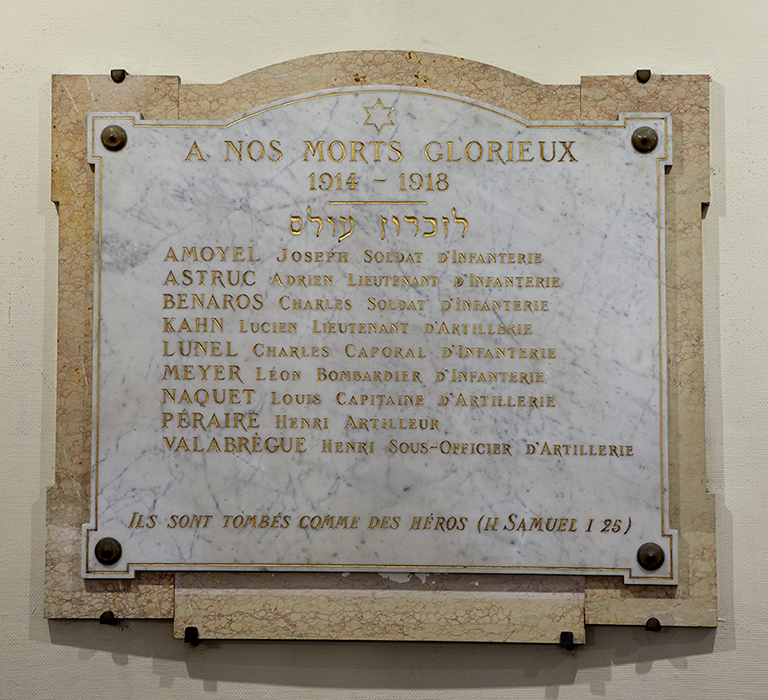 A NOS MORTS GLORIEUX
1914 - 1918
לזכרון עולם
AMOYEL JOSEPH SOLDAT D'INFANTERIE
ASTRUC ADRIEN LIEUTENANT D'INFANTERIE
BENAROS CHARLES SOLDAT D'INFANTERIE
KAHN LUCIEN LIEUTENANT D'ARTILLERIE
LUNEL CHARLES CAPORAL D'INFANTERIE
MEYER LÉON BOMBARDIER D'INFANTERIE
NAQUET LOUIS CAPITAINE D'ARTILLERIE
PÉRAIRE HENRI ARTILLEUR
VALABRÈGUE HENRI SOUS-OFFICIER D'ARTILLERIE
ILS SONT TOMBÉS COMME DES HÉROS (II SAMUEL I 25)